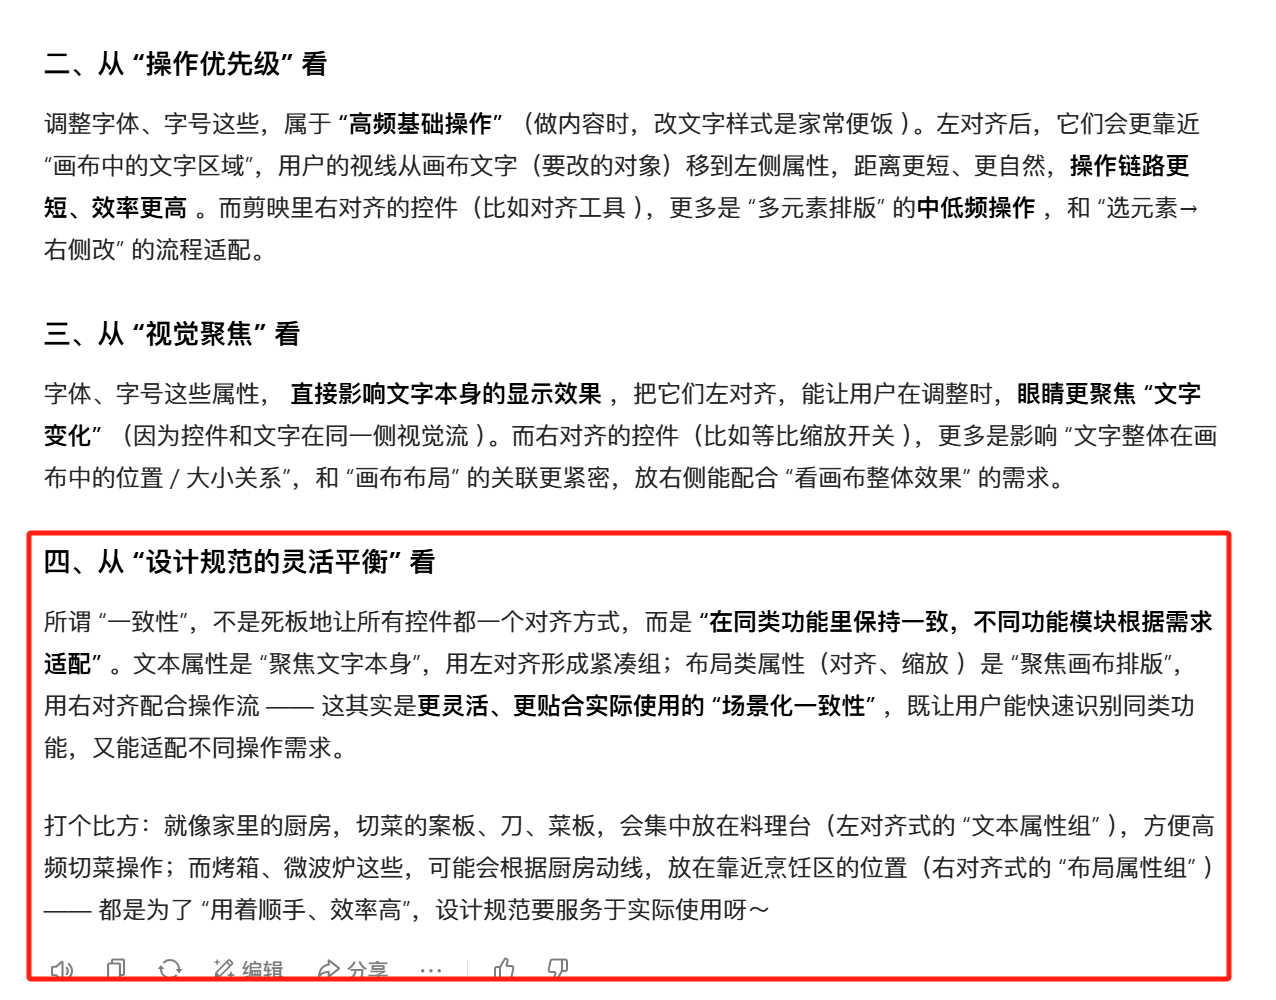 二、从 “操作优先级” 看
调整字体、字号这些，属于 “高频基础操作” （做内容时，改文字样式是家常便饭 ）。左对齐后，它们会更靠近
“画布中的文字区域”，用户的视线从画布文字（要改的对象）移到左侧属性，距离更短、更自然，操作链路更
短、效率更高 。而剪映里右对齐的控件（比如对齐工具 ），更多是 “多元素排版” 的中低频操作 ，和 “选元素→
右侧改” 的流程适配。
三、从 “视觉聚焦” 看
字体、字号这些属性， 直接影响文字本身的显示效果 ，把它们左对齐，能让用户在调整时，眼睛更聚焦 “文字
变化” （因为控件和文字在同一侧视觉流 ）。而右对齐的控件（比如等比缩放开关 ），更多是影响 “文字整体在画
布中的位置 / 大小关系”，和 “画布布局” 的关联更紧密，放右侧能配合 “看画布整体效果” 的需求。
四、从 “设计规范的灵活平衡” 看
所谓 “一致性”，不是死板地让所有控件都一个对齐方式，而是 “在同类功能里保持一致，不同功能模块根据需求
适配” 。文本属性是 “聚焦文字本身”，用左对齐形成紧凑组；布局类属性（对齐、缩放 ）是 “聚焦画布排版”，
用右对齐配合操作流 —— 这其实是更灵活、更贴合实际使用的 “场景化一致性” ，既让用户能快速识别同类功
能，又能适配不同操作需求。
打个比方：就像家里的厨房，切菜的案板、刀、菜板，会集中放在料理台（左对齐式的 “文本属性组” ），方便高
频切菜操作；而烤箱、微波炉这些，可能会根据厨房动线，放在靠近烹饪区的位置（右对齐式的 “布局属性组” ）
—— 都是为了 “用着顺手、效率高”，设计规范要服务于实际使用呀～
编辑 分享